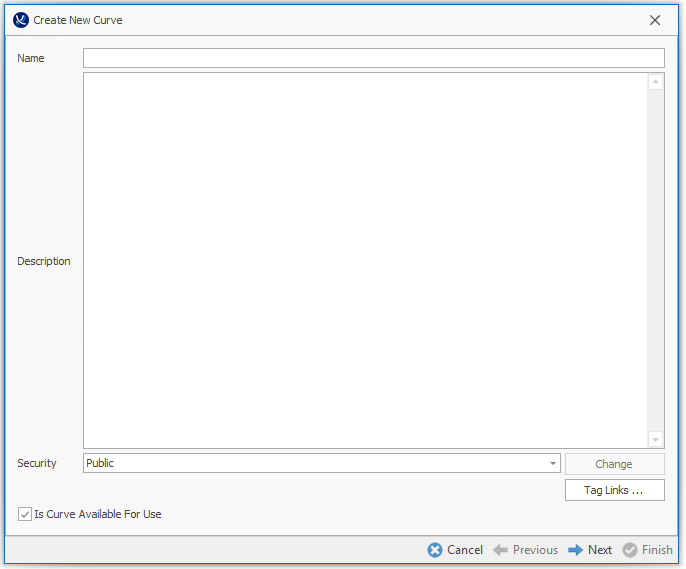 Create New Curve
Name
Description
Security Public Change
Tag Links ...
Is Curve Available For Use
Cancel Previous Next Finish